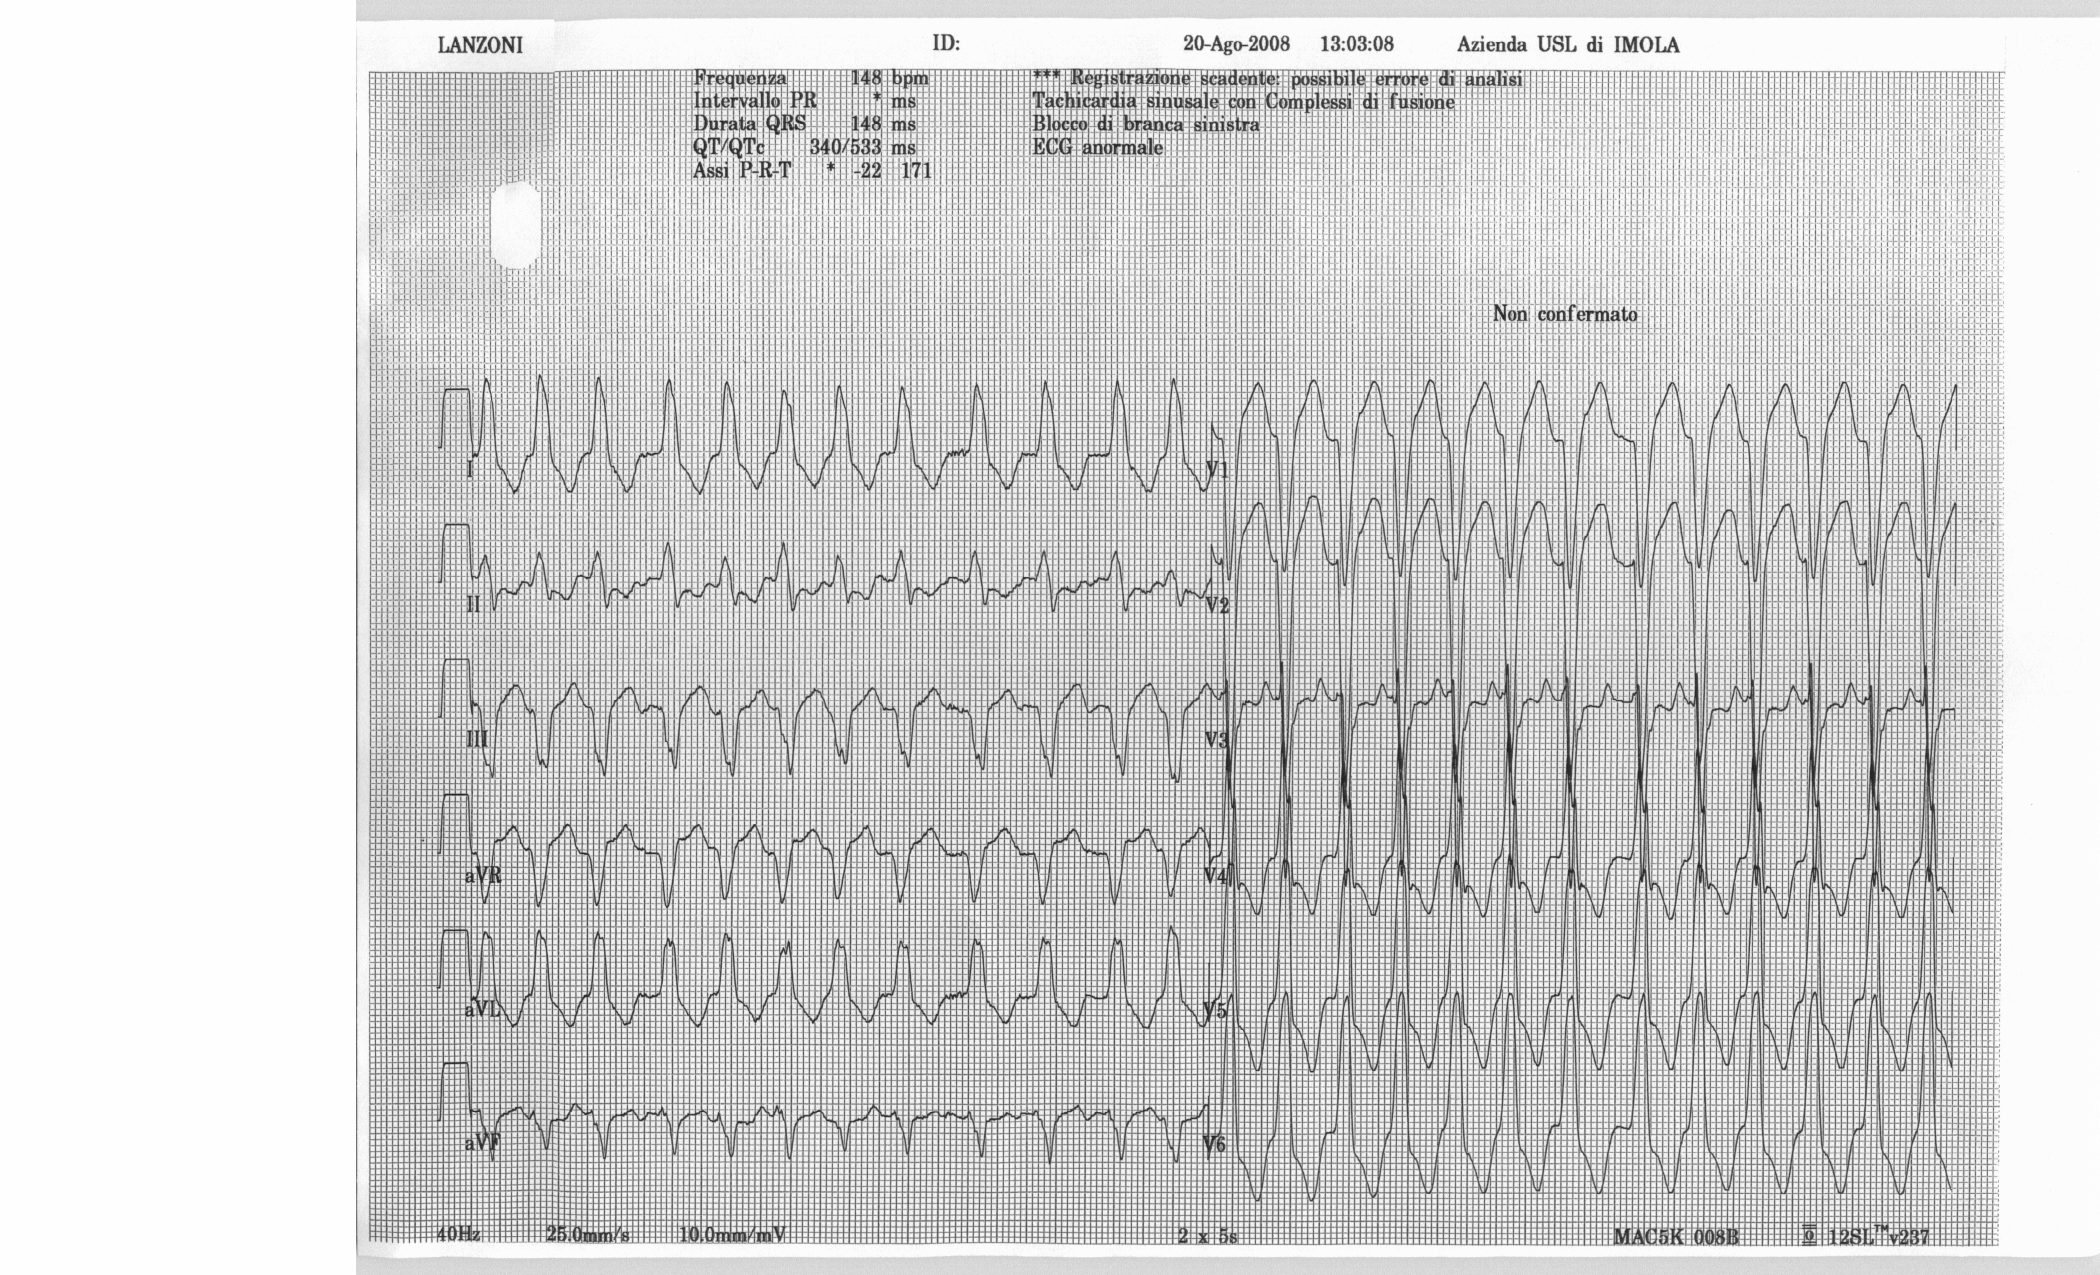 LANZONI ID: 20-Ago-2008 13:03:08 Azienda USL di IMOLA
Frequenza 148 bpm
Intervallo PR * ms
Durata QRS 148 ms
QT/QTc 340/533 ms
Assi P-R-T * -22 171
*** Registrazione scadente: possibile errore di analisi
Tachicardia sinusale con Complessi di fusione
Blocco di branca sinistra
ECG anormale
Non confermato
I V1
II V2
III V3
aVR V4
aVL V5
aVF V6
40Hz 25.0mm/s 10.0mm/mV 2 x 5s MAC5K 008B 12SL™ v237